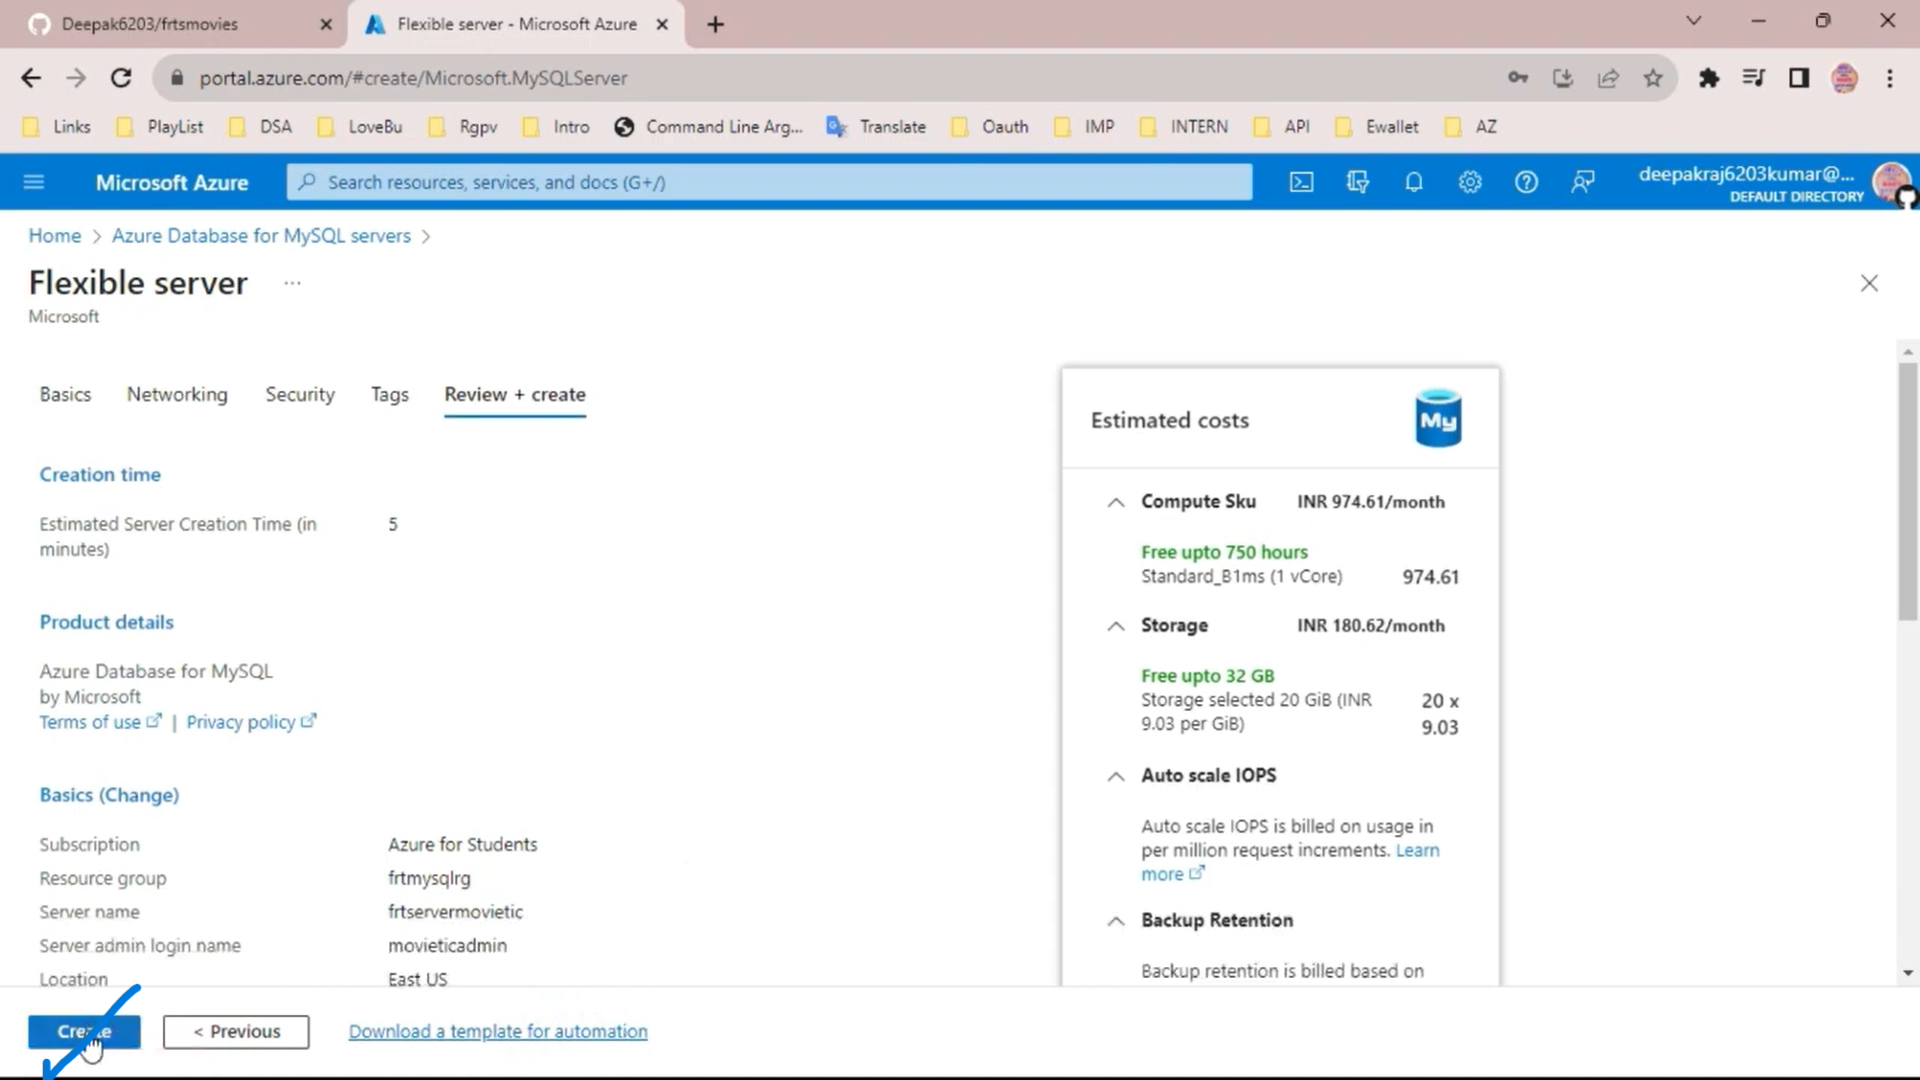 Deepak6203/frtsmovies
Flexible server - Microsoft Azure
portal.azure.com/#create/Microsoft.MySQLServer
Links PlayList DSA LoveBu Rgpv Intro Command Line Arg... Translate Oauth IMP INTERN API Ewallet AZ
Microsoft Azure
Search resources, services, and docs (G+/)
deepakraj6203kumar@...
DEFAULT DIRECTORY
Home > Azure Database for MySQL servers >
Flexible server ...
Microsoft
Basics Networking Security Tags Review + create
Creation time
Estimated Server Creation Time (in
minutes)
5
Product details
Azure Database for MySQL
by Microsoft
Terms of use | Privacy policy
Basics (Change)
Subscription Azure for Students
Resource group frtmysqlrg
Server name frtservermovietic
Server admin login name movieticadmin
Location East US
Estimated costs
My
Compute Sku INR 974.61/month
Free upto 750 hours
Standard_B1ms (1 vCore) 974.61
Storage INR 180.62/month
Free upto 32 GB
Storage selected 20 GiB (INR
9.03 per GiB)
20 x
9.03
Auto scale IOPS
Auto scale IOPS is billed on usage in
per million request increments. Learn
more
Backup Retention
Backup retention is billed based on
Create
< Previous
Download a template for automation